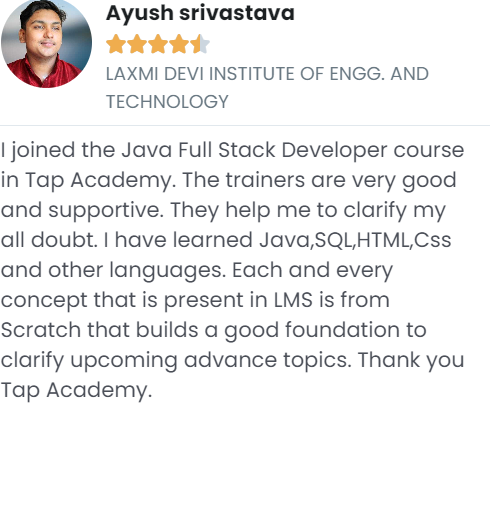 Ayush srivastava
LAXMI DEVI INSTITUTE OF ENGG. AND
TECHNOLOGY
I joined the Java Full Stack Developer course
in Tap Academy. The trainers are very good
and supportive. They help me to clarify my
all doubt. I have learned Java,SQL,HTML,Css
and other languages. Each and every
concept that is present in LMS is from
Scratch that builds a good foundation to
clarify upcoming advance topics. Thank you
Tap Academy.